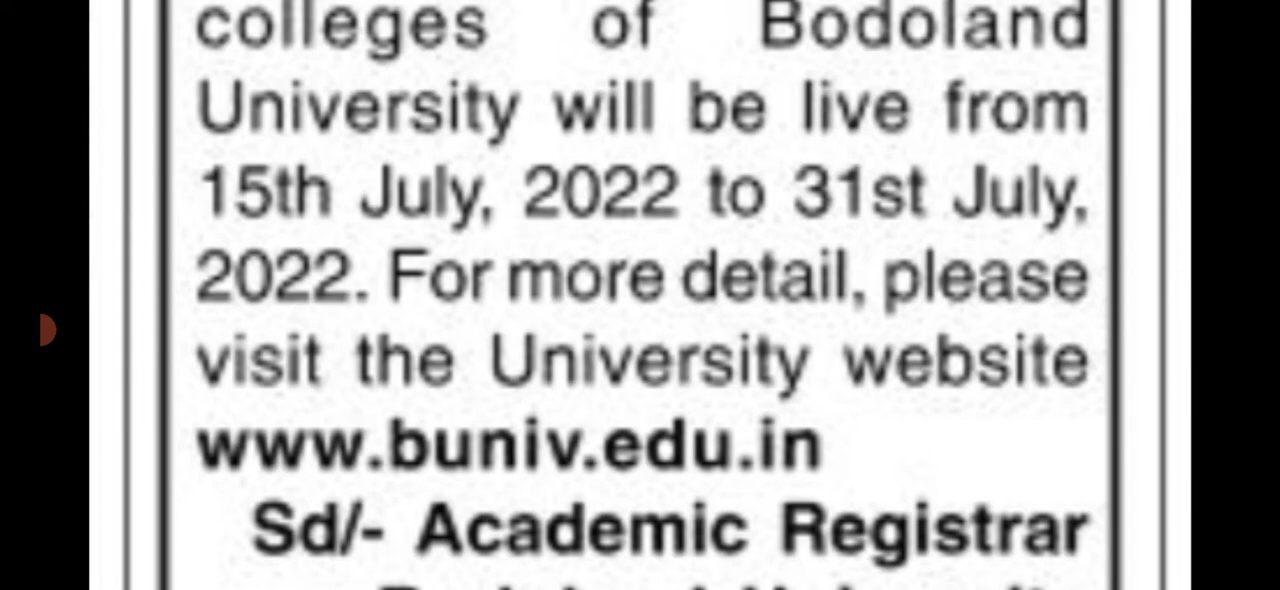 colleges of Bodoland
University will be live from
15th July, 2022 to 31st July,
2022. For more detail, please
visit the University website
www.buniv.edu.in
Sd/- Academic Registrar